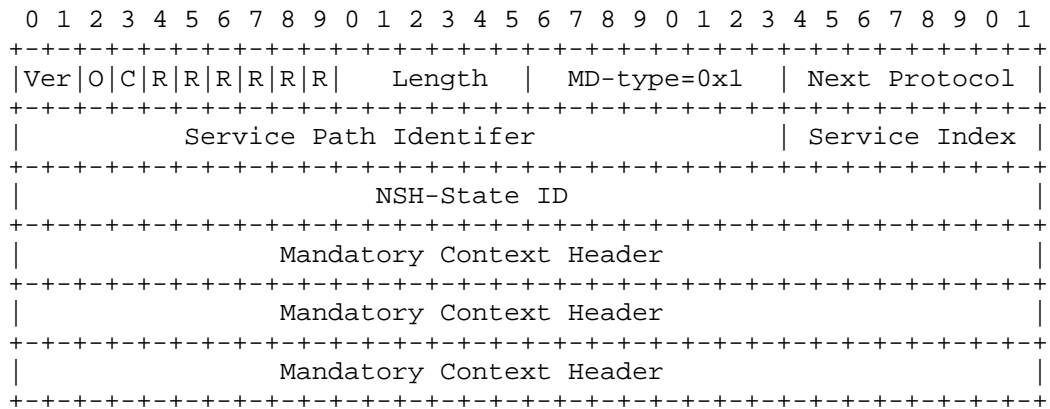 0 1 2 3 4 5 6 7 8 9 0 1 2 3 4 5 6 7 8 9 0 1 2 3 4 5 6 7 8 9 0 1
+-+-+-+-+-+-+-+-+-+-+-+-+-+-+-+-+-+-+-+-+-+-+-+-+-+-+-+-+-+-+-+-+
|Ver|O|C|R|R|R|R|R|R|   Length  |  MD-type=0x1  | Next Protocol |
+-+-+-+-+-+-+-+-+-+-+-+-+-+-+-+-+-+-+-+-+-+-+-+-+-+-+-+-+-+-+-+-+
|          Service Path Identifer               | Service Index |
+-+-+-+-+-+-+-+-+-+-+-+-+-+-+-+-+-+-+-+-+-+-+-+-+-+-+-+-+-+-+-+-+
|                      NSH-State ID                             |
+-+-+-+-+-+-+-+-+-+-+-+-+-+-+-+-+-+-+-+-+-+-+-+-+-+-+-+-+-+-+-+-+
|                Mandatory Context Header                       |
+-+-+-+-+-+-+-+-+-+-+-+-+-+-+-+-+-+-+-+-+-+-+-+-+-+-+-+-+-+-+-+-+
|                Mandatory Context Header                       |
+-+-+-+-+-+-+-+-+-+-+-+-+-+-+-+-+-+-+-+-+-+-+-+-+-+-+-+-+-+-+-+-+
|                Mandatory Context Header                       |
+-+-+-+-+-+-+-+-+-+-+-+-+-+-+-+-+-+-+-+-+-+-+-+-+-+-+-+-+-+-+-+-+